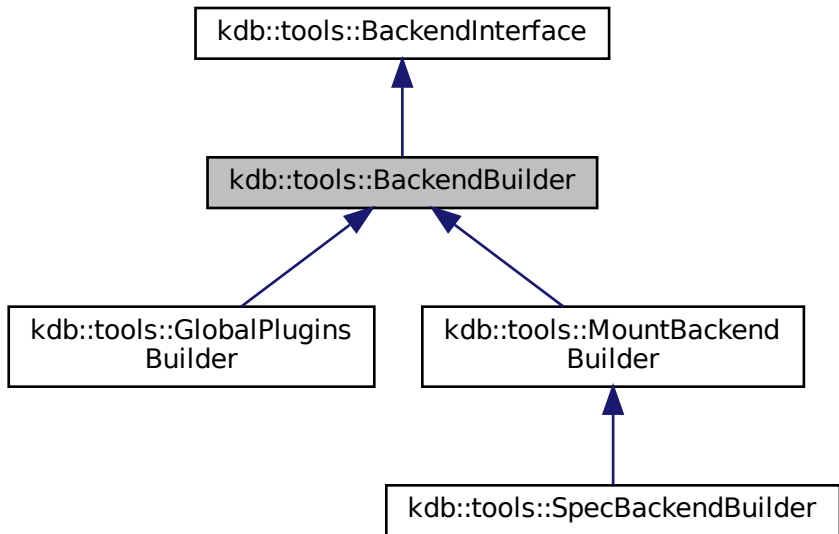 kdb::tools::BackendInterface
kdb::tools::BackendBuilder
kdb::tools::GlobalPlugins
Builder
kdb::tools::MountBackend
Builder
kdb::tools::SpecBackendBuilder